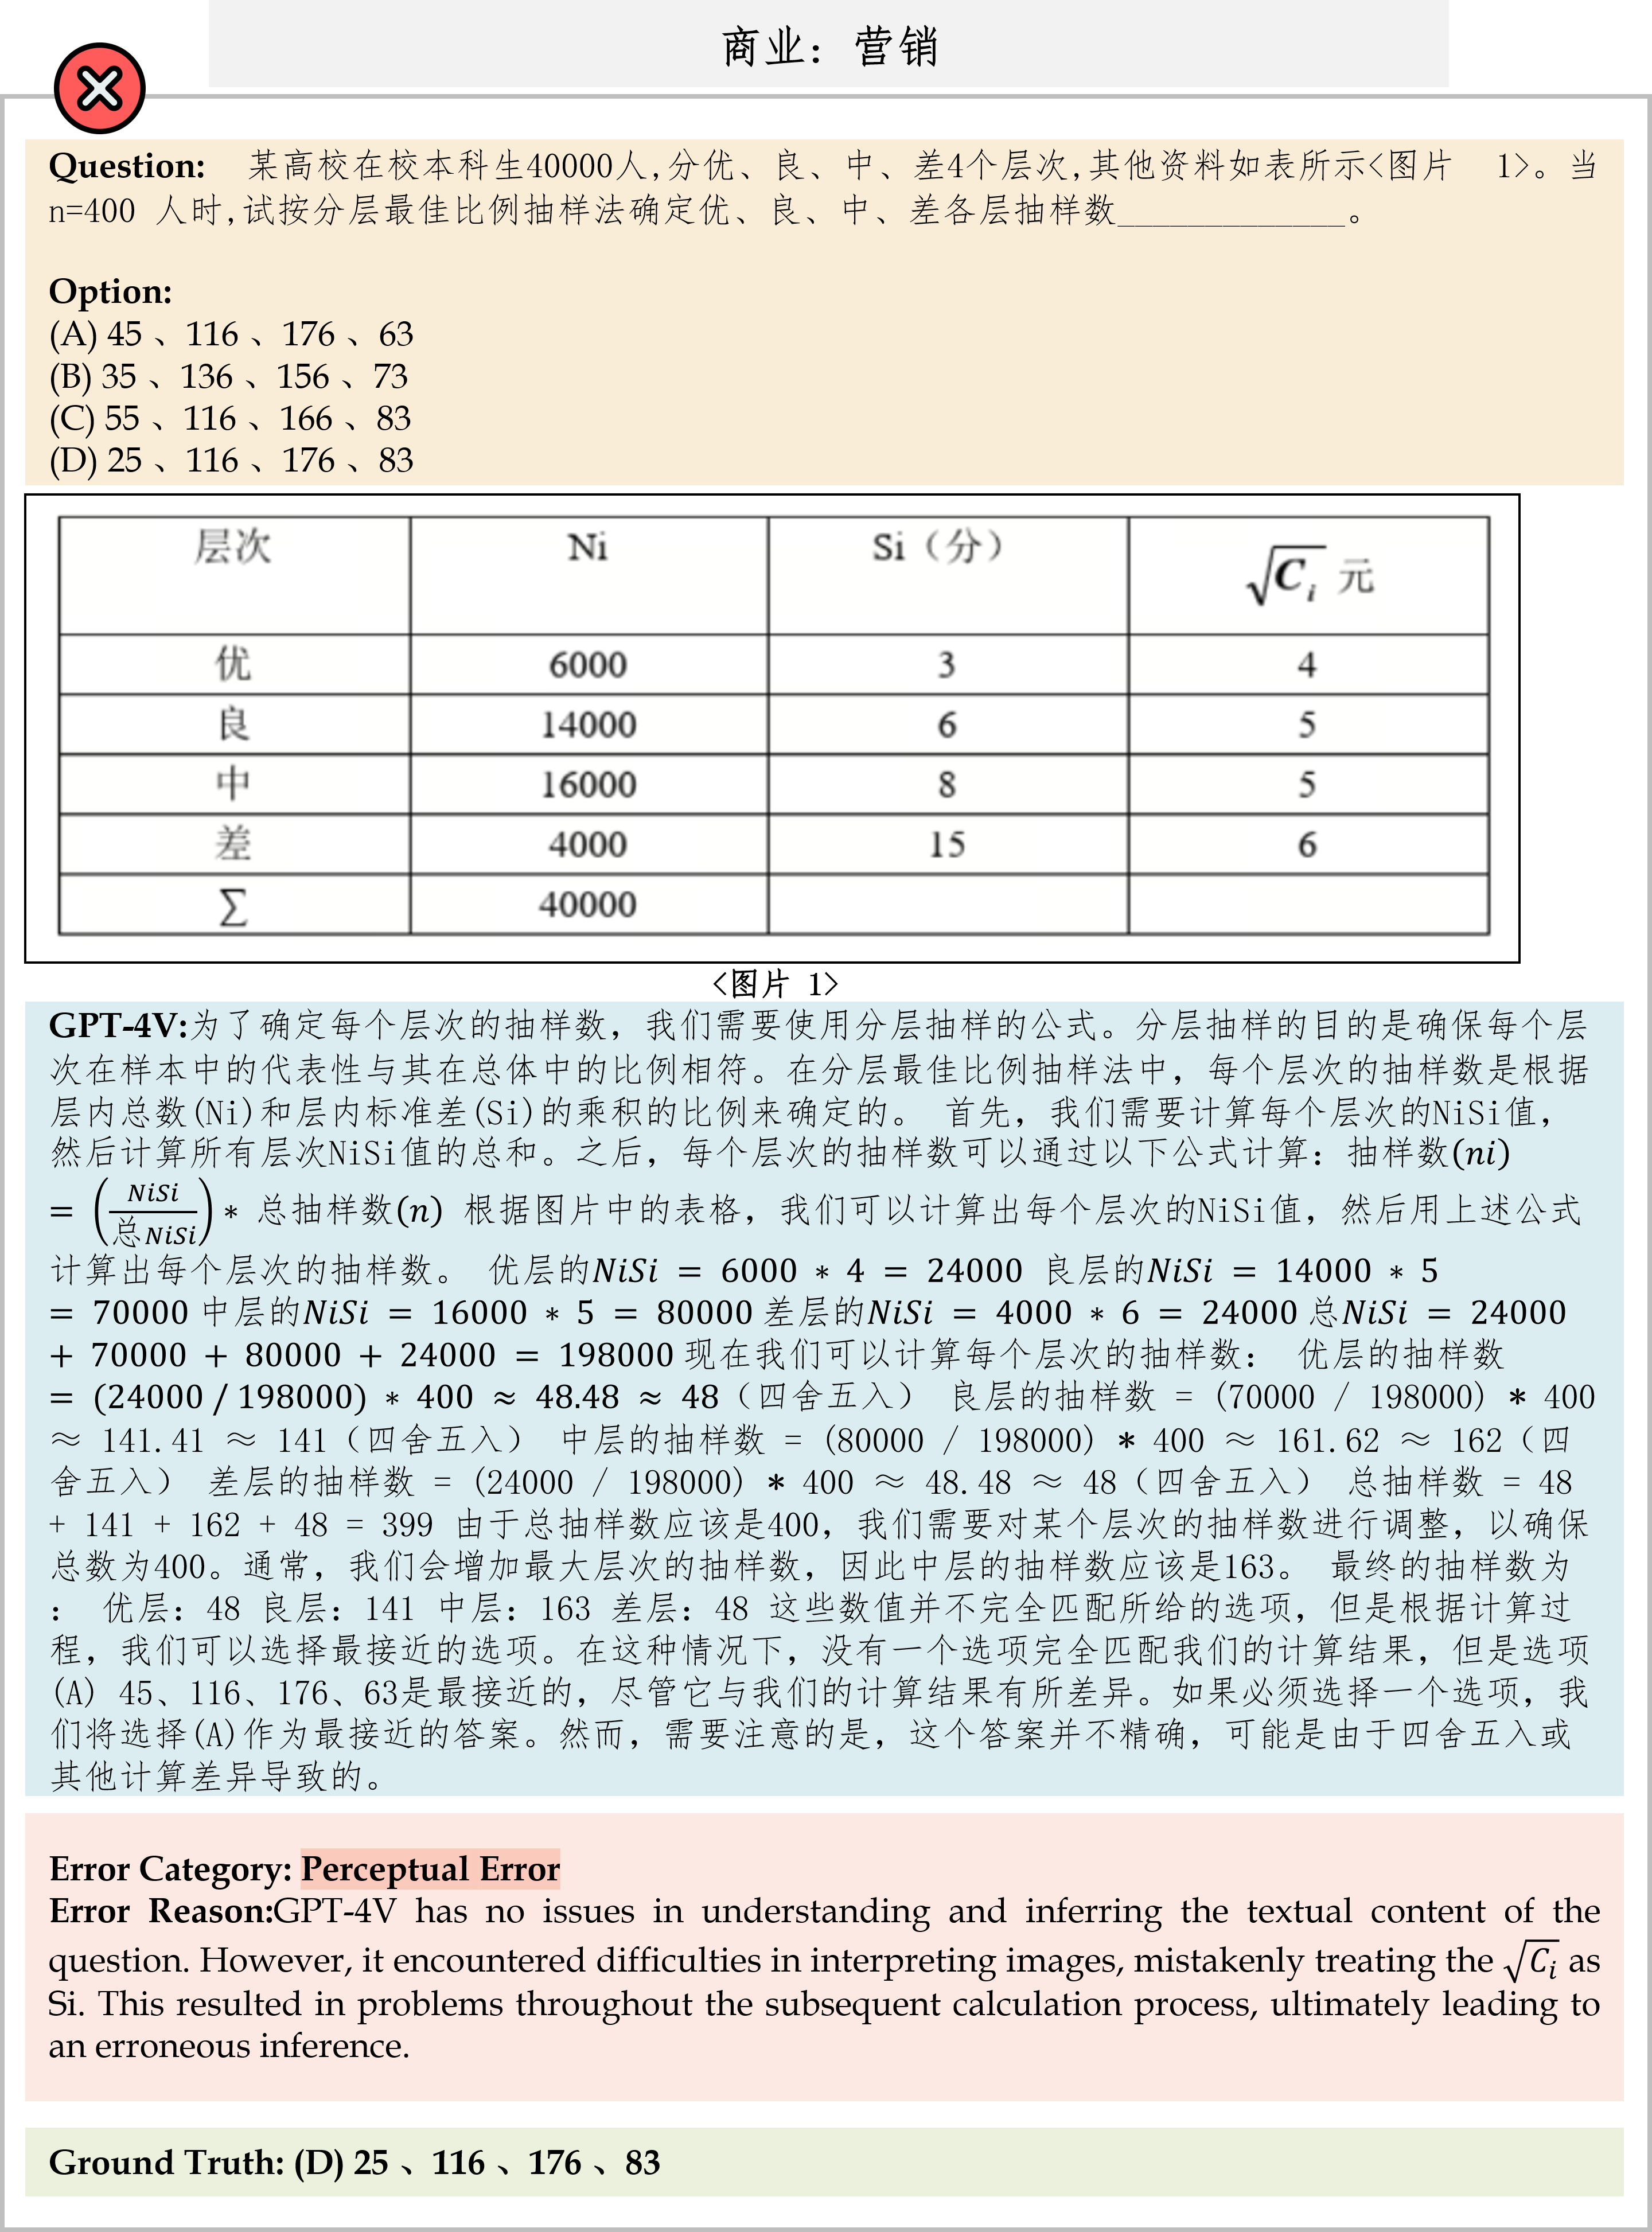 商业：营销
Question: 某高校在校本科生40000人,分优、良、中、差4个层次,其他资料如表所示<图片 1>。当
n=400 人时,试按分层最佳比例抽样法确定优、良、中、差各层抽样数_____________。
Option:
(A) 45 、116 、176 、63
(B) 35 、136 、156 、73
(C) 55 、116 、166 、83
(D) 25 、116 、176 、83
层次 Ni Si（分） √Cᵢ 元
优 6000 3 4
良 14000 6 5
中 16000 8 5
差 4000 15 6
∑ 40000
<图片 1>
GPT-4V:为了确定每个层次的抽样数，我们需要使用分层抽样的公式。分层抽样的目的是确保每个层
次在样本中的代表性与其在总体中的比例相符。在分层最佳比例抽样法中，每个层次的抽样数是根据
层内总数(Ni)和层内标准差(Si)的乘积的比例来确定的。 首先，我们需要计算每个层次的NiSi值，
然后计算所有层次NiSi值的总和。之后，每个层次的抽样数可以通过以下公式计算：抽样数(ni)
= (NiSi/总NiSi) * 总抽样数(n) 根据图片中的表格，我们可以计算出每个层次的NiSi值，然后用上述公式
计算出每个层次的抽样数。 优层的NiSi = 6000 * 4 = 24000 良层的NiSi = 14000 * 5
= 70000 中层的NiSi = 16000 * 5 = 80000 差层的NiSi = 4000 * 6 = 24000 总NiSi = 24000
+ 70000 + 80000 + 24000 = 198000 现在我们可以计算每个层次的抽样数： 优层的抽样数
= (24000 / 198000) * 400 ≈ 48.48 ≈ 48（四舍五入） 良层的抽样数 = (70000 / 198000) * 400
≈ 141.41 ≈ 141（四舍五入） 中层的抽样数 = (80000 / 198000) * 400 ≈ 161.62 ≈ 162（四
舍五入） 差层的抽样数 = (24000 / 198000) * 400 ≈ 48.48 ≈ 48（四舍五入） 总抽样数 = 48
+ 141 + 162 + 48 = 399 由于总抽样数应该是400，我们需要对某个层次的抽样数进行调整，以确保
总数为400。通常，我们会增加最大层次的抽样数，因此中层的抽样数应该是163。 最终的抽样数为
： 优层：48 良层：141 中层：163 差层：48 这些数值并不完全匹配所给的选项，但是根据计算过
程，我们可以选择最接近的选项。在这种情况下，没有一个选项完全匹配我们的计算结果，但是选项
(A) 45、116、176、63是最接近的，尽管它与我们的计算结果有所差异。如果必须选择一个选项，我
们将选择(A)作为最接近的答案。然而，需要注意的是，这个答案并不精确，可能是由于四舍五入或
其他计算差异导致的。
Error Category: Perceptual Error
Error Reason:GPT-4V has no issues in understanding and inferring the textual content of the
question. However, it encountered difficulties in interpreting images, mistakenly treating the √Cᵢ as
Si. This resulted in problems throughout the subsequent calculation process, ultimately leading to
an erroneous inference.
Ground Truth: (D) 25 、116 、176 、83